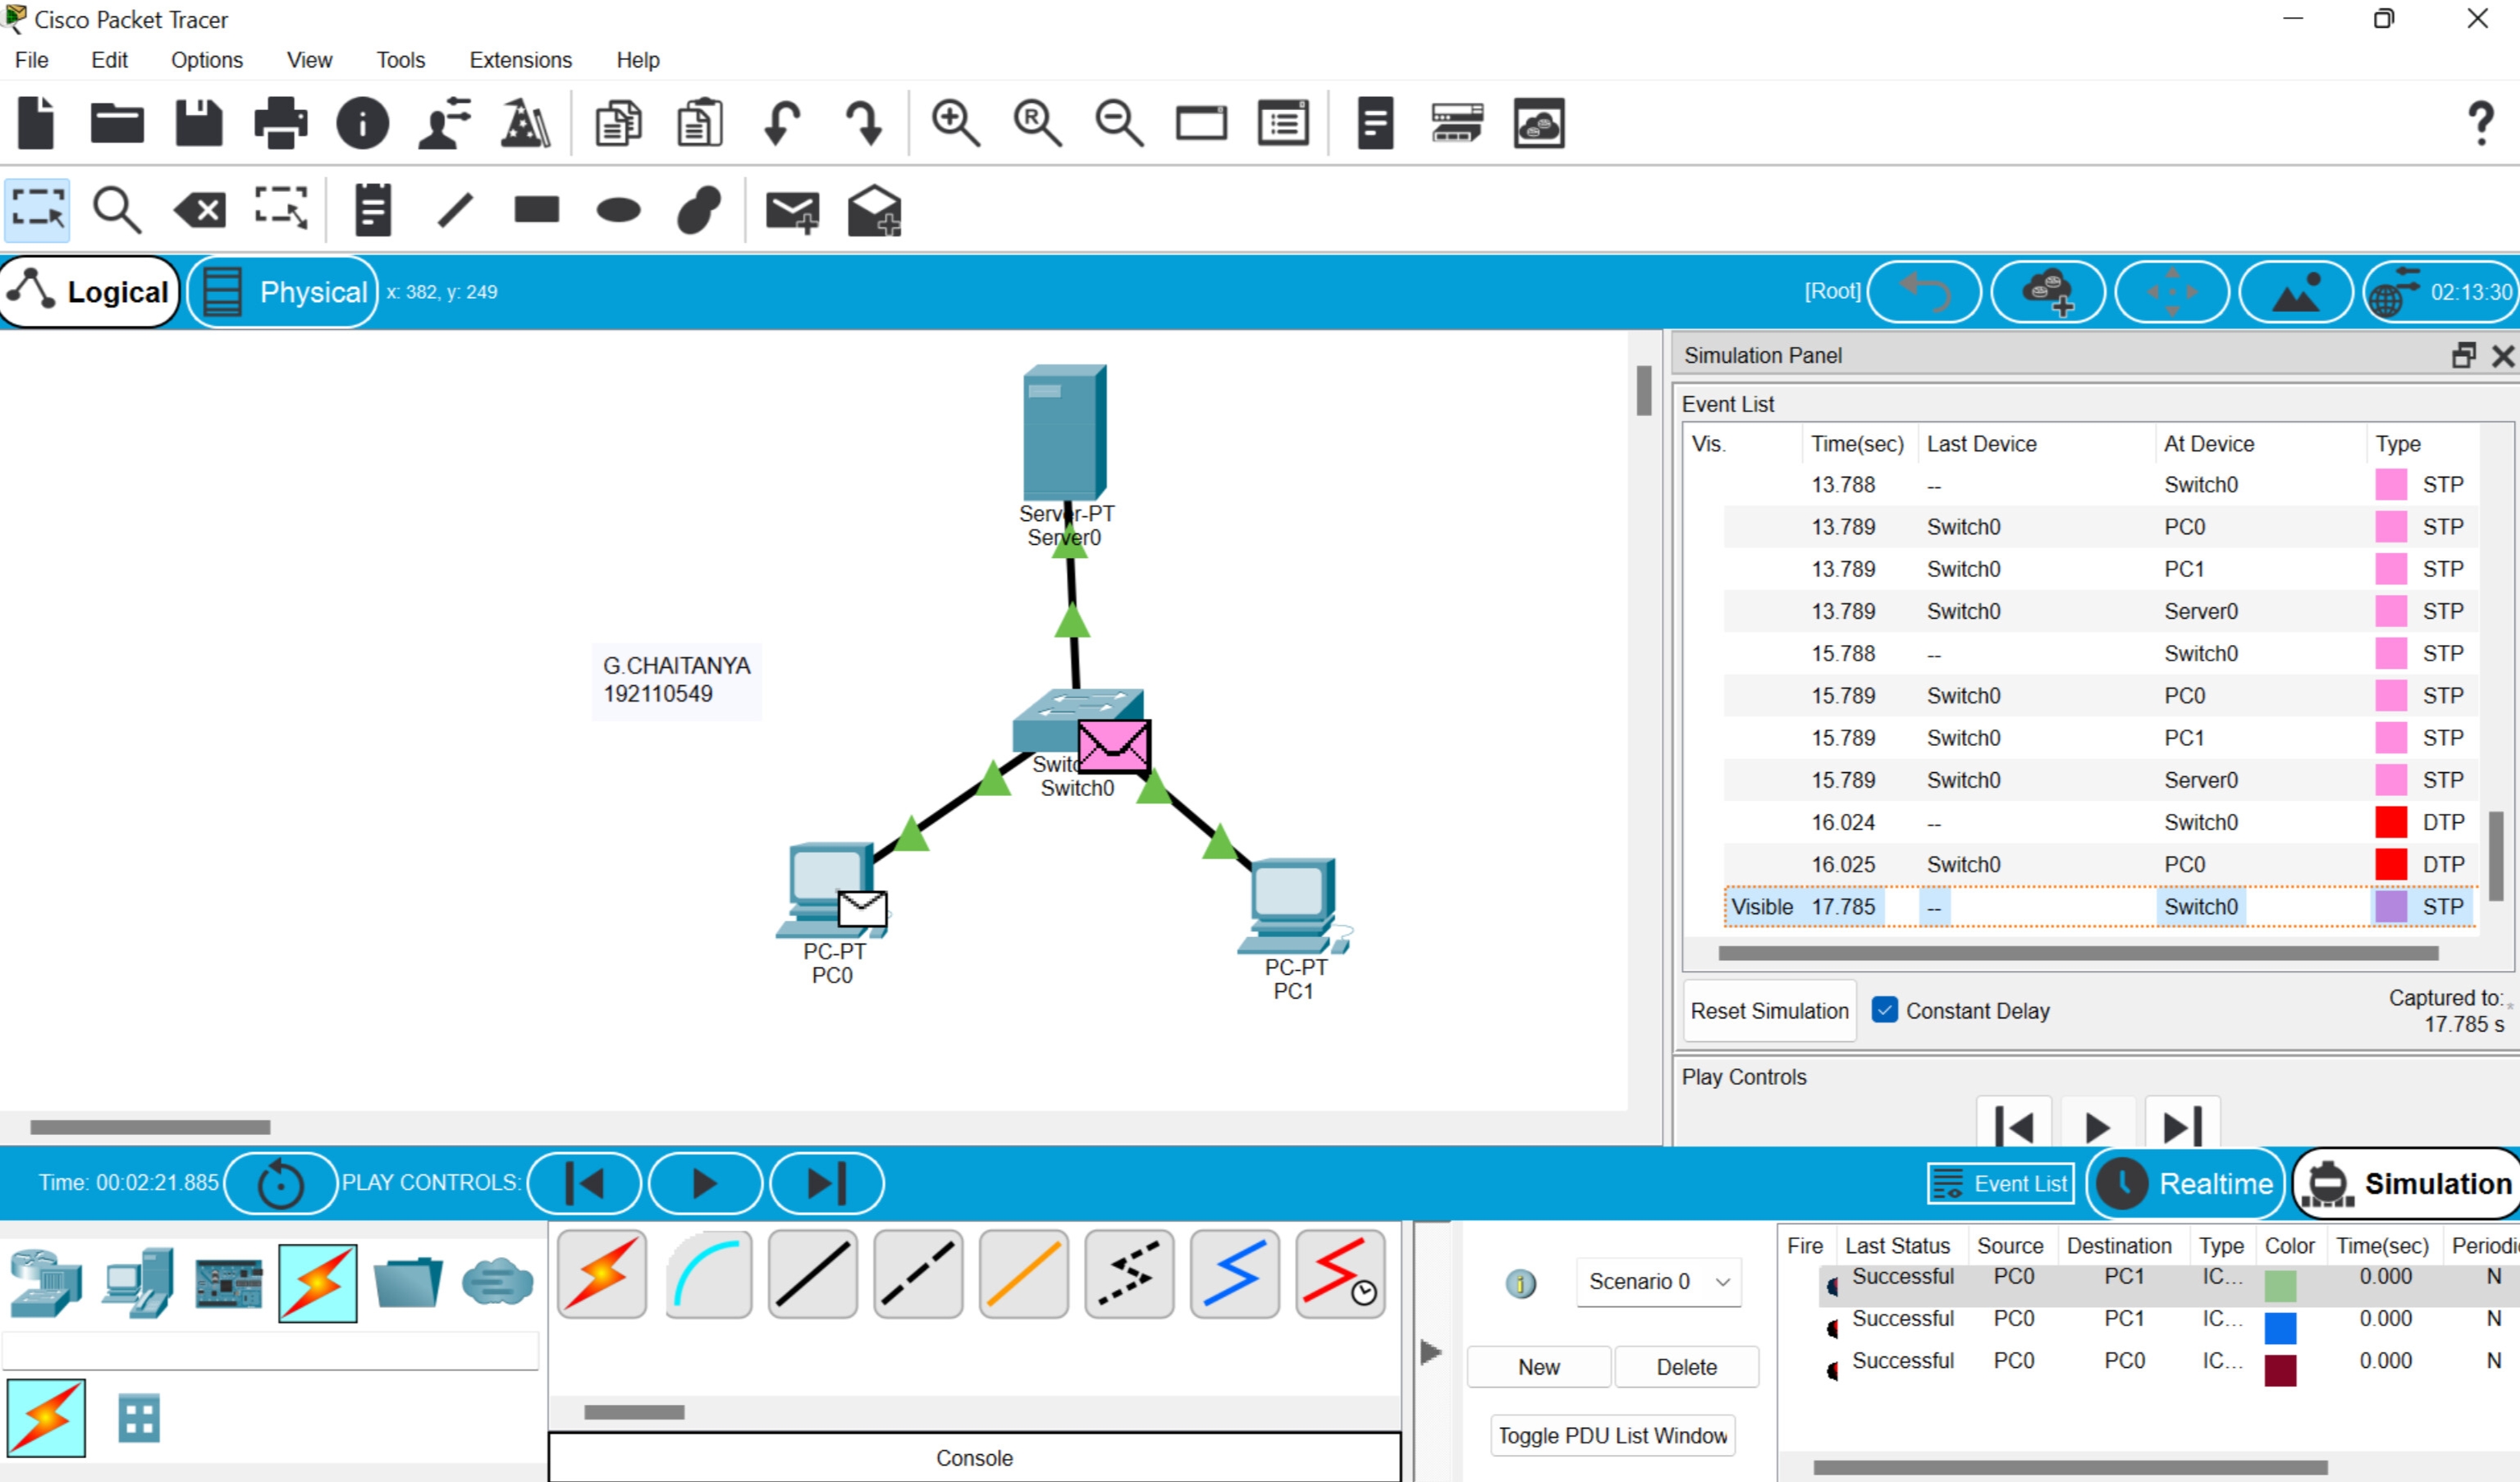 Cisco Packet Tracer
File Edit Options View Tools Extensions Help
Logical Physical x: 382, y: 249 [Root] 02:13:30
Simulation Panel
Event List
Vis. Time(sec) Last Device At Device Type
13.788 -- Switch0 STP
13.789 Switch0 PC0 STP
13.789 Switch0 PC1 STP
13.789 Switch0 Server0 STP
15.788 -- Switch0 STP
15.789 Switch0 PC0 STP
15.789 Switch0 PC1 STP
15.789 Switch0 Server0 STP
16.024 -- Switch0 DTP
16.025 Switch0 PC0 DTP
Visible 17.785 -- Switch0 STP
Reset Simulation Constant Delay Captured to: *
17.785 s
Play Controls
Server-PT
Server0
G.CHAITANYA
192110549
Switc
Switch0
PC-PT
PC0
PC-PT
PC1
Time: 00:02:21.885 PLAY CONTROLS: Event List Realtime Simulation
Scenario 0
New Delete
Toggle PDU List Window
Console
Fire Last Status Source Destination Type Color Time(sec) Periodi
Successful PC0 PC1 IC... 0.000 N
Successful PC0 PC1 IC... 0.000 N
Successful PC0 PC0 IC... 0.000 N